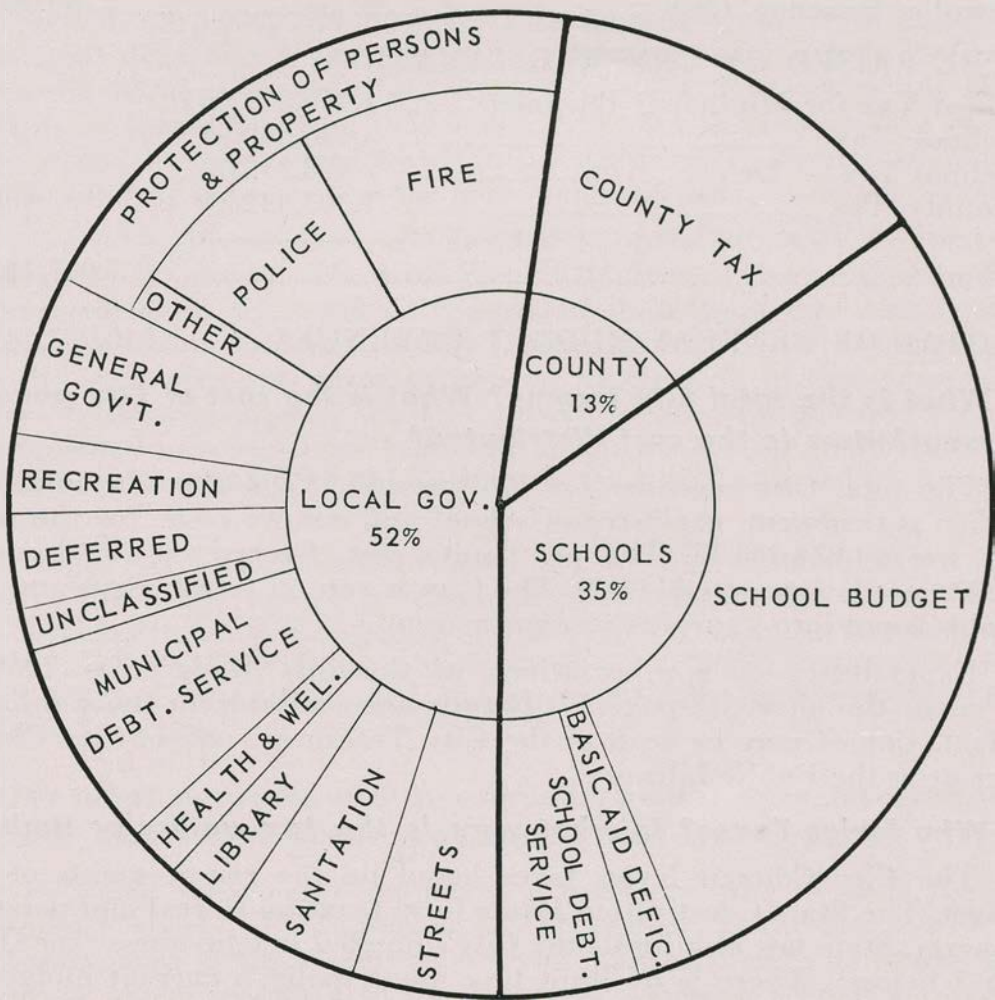 PROTECTION OF PERSONS
& PROPERTY
FIRE
POLICE
OTHER
COUNTY TAX
COUNTY
13%
GENERAL
GOV'T.
RECREATION
LOCAL GOV.
52%
DEFERRED
UNCLASSIFIED
MUNICIPAL
DEBT. SERVICE
HEALTH & WEL.
LIBRARY
SANITATION
STREETS
SCHOOLS
35%
SCHOOL BUDGET
BASIC AID DEFIC.
SCHOOL DEBT.
SERVICE